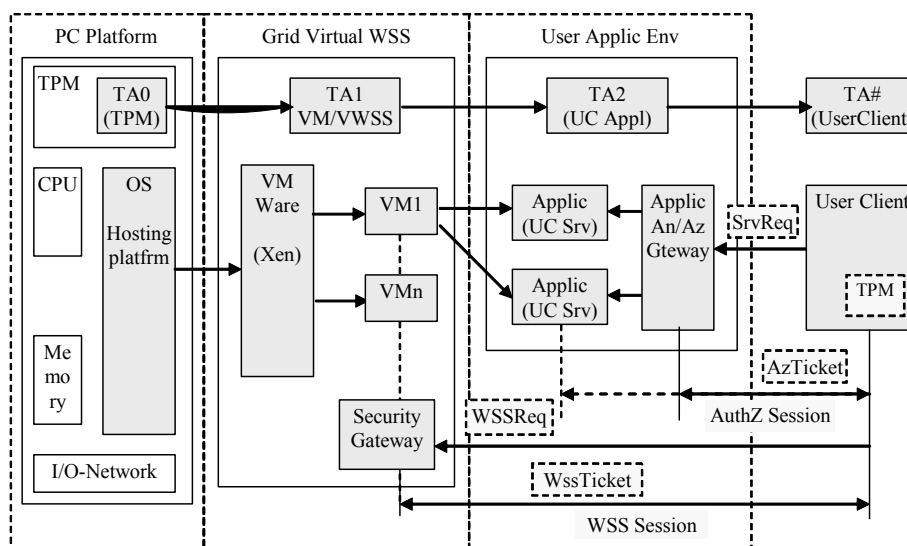 PC Platform
Grid Virtual WSS
User Applic Env
TPM
TA0
(TPM)
TA1
VM/VWSS
TA2
(UC Appl)
TA#
(UserClient)
CPU
OS
Hosting
platfrm
VM
Ware
(Xen)
VM1
VMn
Applic
(UC Srv)
Applic
(UC Srv)
Applic
An/Az
Gteway
SrvReq
User Client
TPM
Me
mo
ry
I/O-Network
Security
Gateway
WSSReq
AzTicket
AuthZ Session
WssTicket
WSS Session